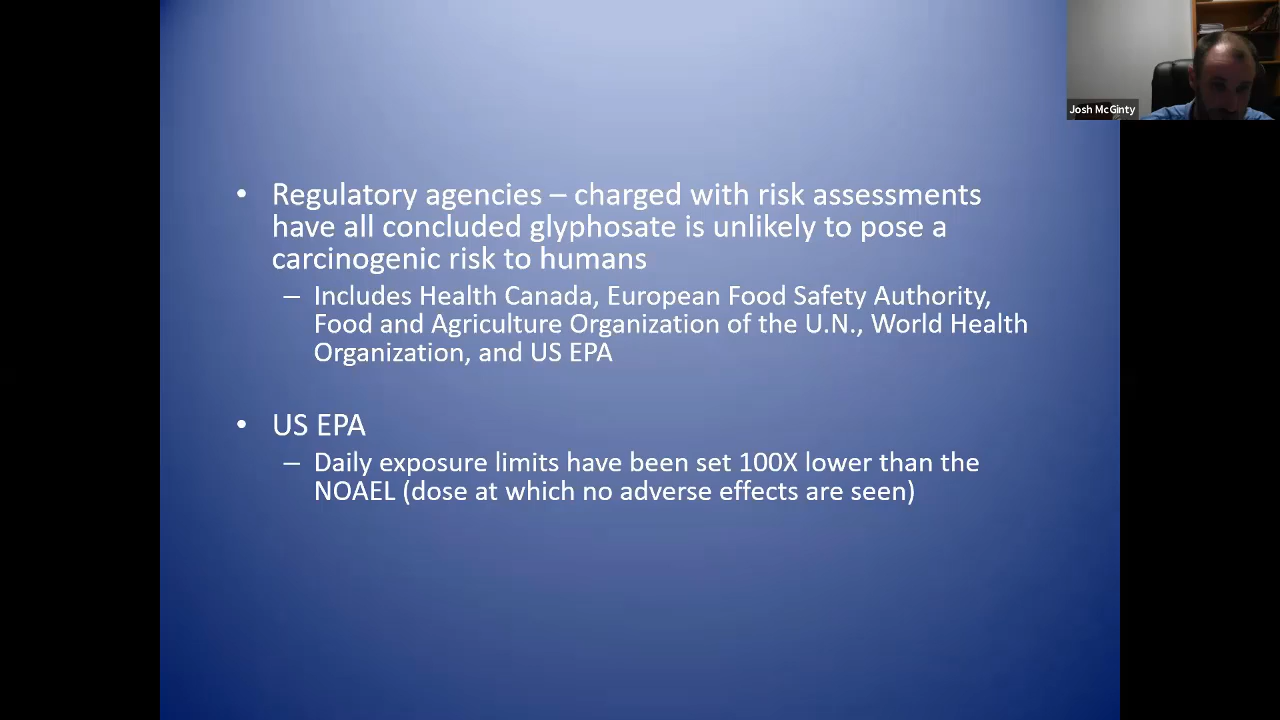 Josh McGinty
• Regulatory agencies – charged with risk assessments
have all concluded glyphosate is unlikely to pose a
carcinogenic risk to humans
– Includes Health Canada, European Food Safety Authority,
Food and Agriculture Organization of the U.N., World Health
Organization, and US EPA
• US EPA
– Daily exposure limits have been set 100X lower than the
NOAEL (dose at which no adverse effects are seen)